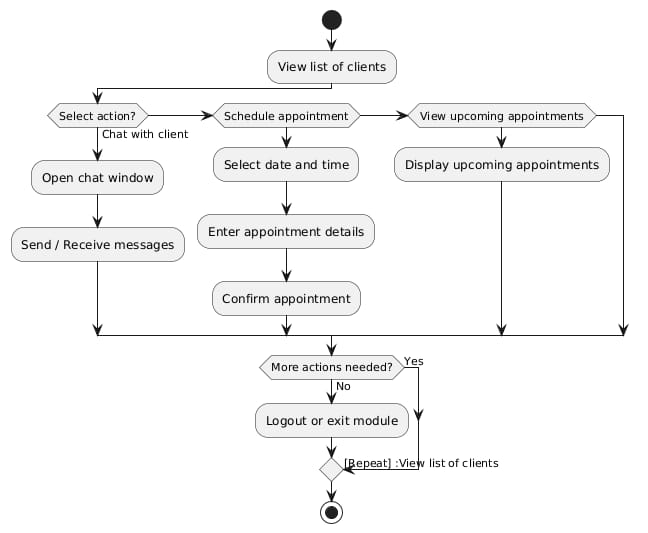 View list of clients
Select action?
Schedule appointment
View upcoming appointments
Chat with client
Open chat window
Select date and time
Display upcoming appointments
Send / Receive messages
Enter appointment details
Confirm appointment
More actions needed?
Yes
No
Logout or exit module
[Repeat] :View list of clients